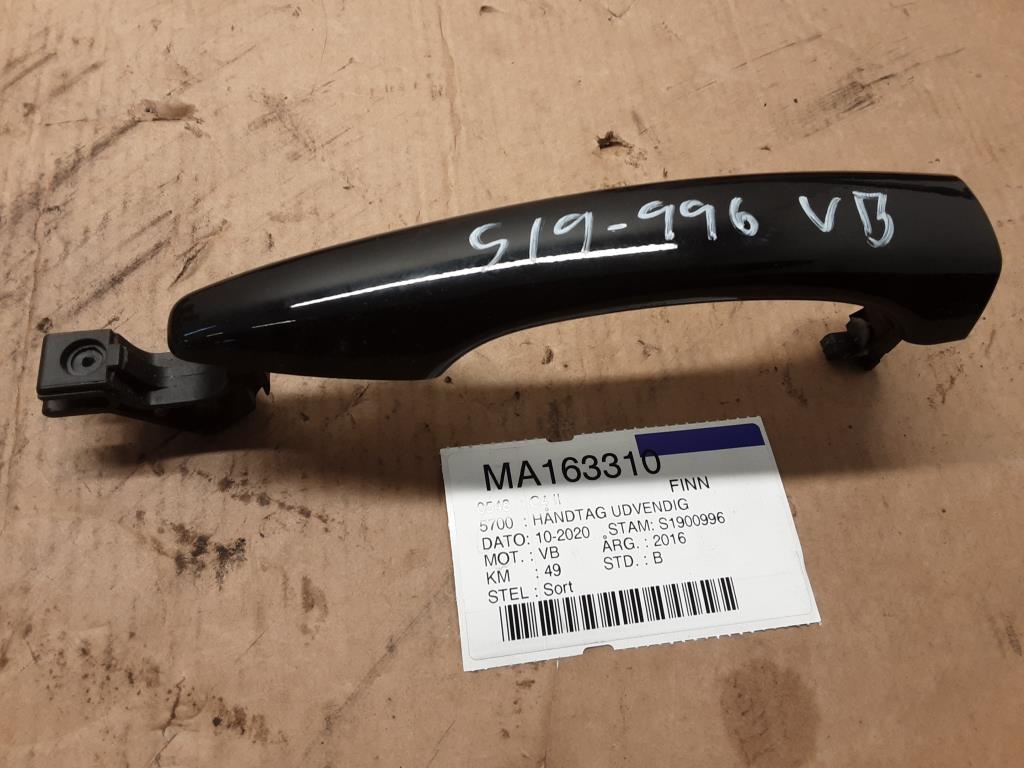 S19-996 VB
MA163310
FINN
5700 : HANDTAG UDVENDIG
DATO: 10-2020 STAM: S1900996
MOT. : VB ÅRG. : 2016
KM : 49 STD. : B
STEL : Sort